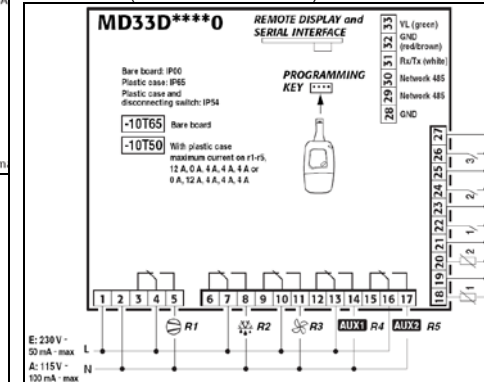 MD33D****0
REMOTE DISPLAY and
SERIAL INTERFACE
33 VL (green)
32 GND
(red/brown)
31 Rx/Tx (white)
30 Network 485
29 Network 485
28 GND
Bare board: IP00
Plastic case: IP65
Plastic case and
disconnecting switch: IP54
PROGRAMMING
KEY
-10T65 Bare board
-10T50 With plastic case
maximum current on r1-r5,
12 A, 0 A, 4 A, 4 A, 4 A or
0 A, 12 A, 4 A, 4 A, 4 A
27
26
25
24
23
22
21
20
19
18
3
2
1
2
1
1 2 3 4 5 6 7 8 9 10 11 12 13 14 15 16 17
R1 R2 R3 AUX1 R4 AUX2 R5
E: 230 V -
50 mA - max
L
A: 115 V -
100 mA - max
N